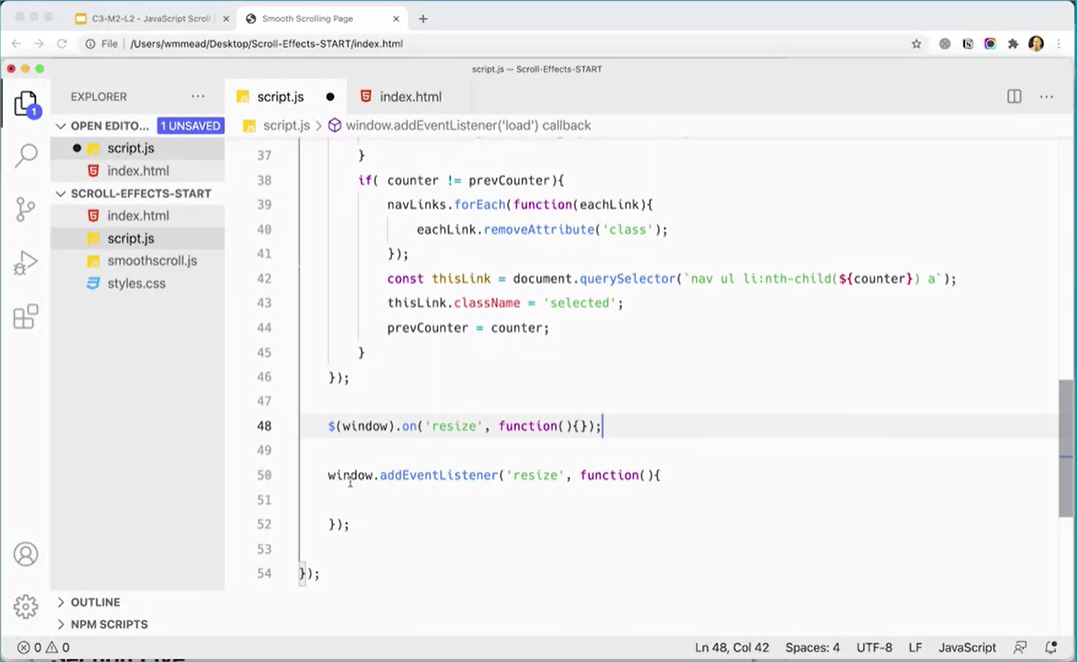 C3-M2-L2 - JavaScript Scroll
Smooth Scrolling Page
File | /Users/wmmead/Desktop/Scroll-Effects-START/index.html
script.js — Scroll-Effects-START
EXPLORER
script.js
index.html
OPEN EDITO... 1 UNSAVED
script.js > window.addEventListener('load') callback
script.js
index.html
SCROLL-EFFECTS-START
index.html
script.js
smoothscroll.js
styles.css
37 }
38 if( counter != prevCounter){
39 navLinks.forEach(function(eachLink){
40 eachLink.removeAttribute('class');
41 });
42 const thisLink = document.querySelector(`nav ul li:nth-child(${counter}) a`);
43 thisLink.className = 'selected';
44 prevCounter = counter;
45 }
46 });
47
48 $(window).on('resize', function(){});
49
50 window.addEventListener('resize', function(){
51
52 });
53
54 });
OUTLINE
NPM SCRIPTS
0 0 Ln 48, Col 42 Spaces: 4 UTF-8 LF JavaScript
1